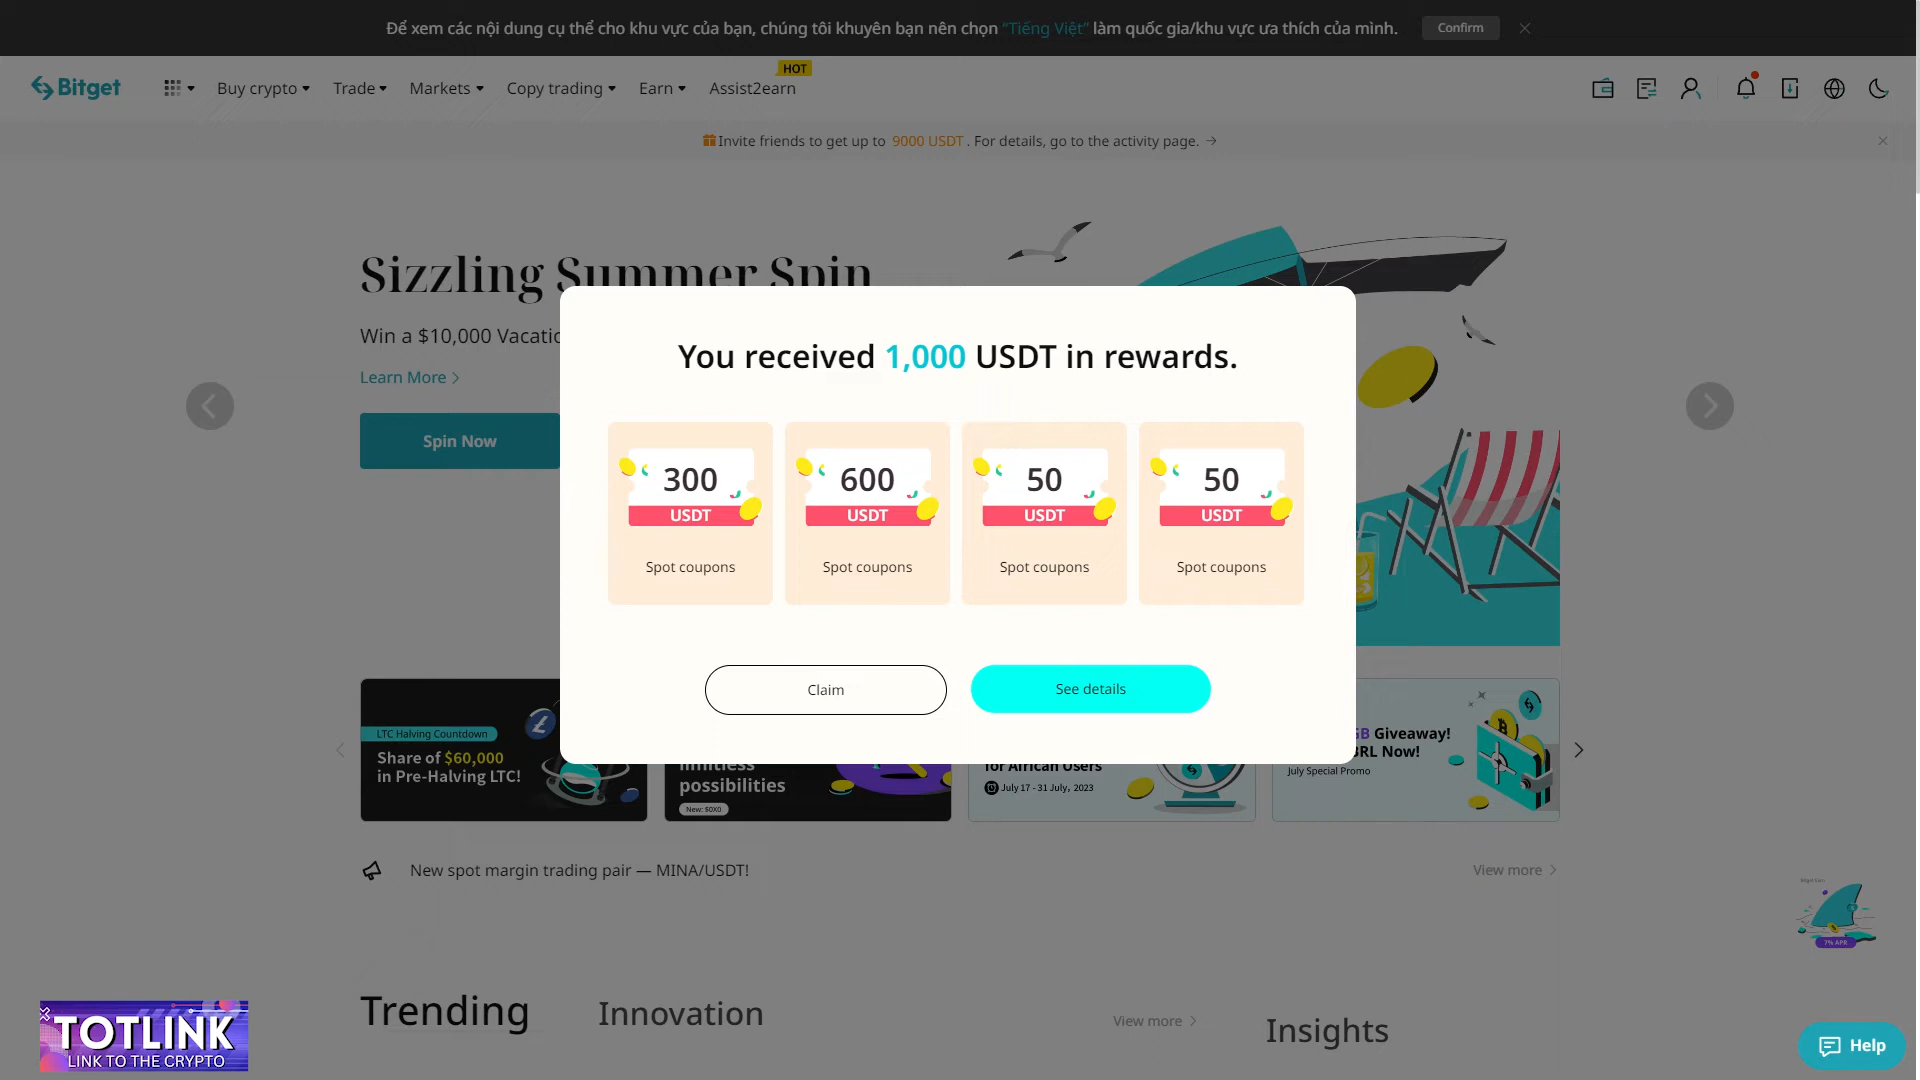 Để xem các nội dung cụ thể cho khu vực của bạn, chúng tôi khuyên bạn nên chọn “Tiếng Việt” làm quốc gia/khu vực ưa thích của mình.
Confirm
Bitget
Buy crypto
Trade
Markets
Copy trading
Earn
Assist2earn
HOT
Invite friends to get up to 9000 USDT . For details, go to the activity page.
Sizzling Summer Spin
Win a $10,000 Vacatio
Learn More
Spin Now
You received 1,000 USDT in rewards.
300
USDT
Spot coupons
600
USDT
Spot coupons
50
USDT
Spot coupons
50
USDT
Spot coupons
Claim
See details
LTC Halving Countdown
Share of $60,000
in Pre-Halving LTC!
limitless
possibilities
New: $0X0
for African Users
July 17 - 31 July, 2023
GB Giveaway!
BRL Now!
July Special Promo
New spot margin trading pair — MINA/USDT!
View more
7% APR
Trending
Innovation
View more
Insights
TOTLINK
LINK TO THE CRYPTO
Help